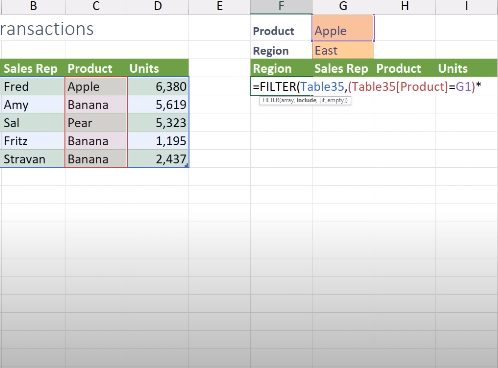 B C D E F G H I
ransactions Product Apple
Region East
Sales Rep Product Units Region Sales Rep Product Units
Fred Apple 6,380 =FILTER(Table35,(Table35[Product]=G1)*
FILTER(array, include, [if_empty])
Amy Banana 5,619
Sal Pear 5,323
Fritz Banana 1,195
Stravan Banana 2,437